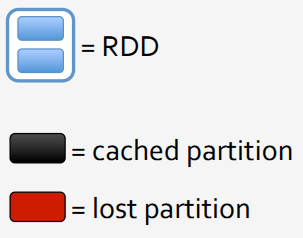 = RDD
= cached partition
= lost partition